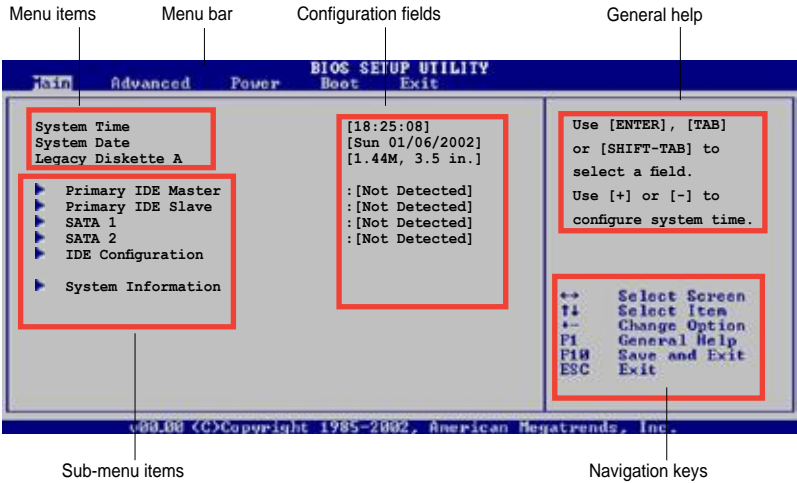 Menu items Menu bar Configuration fields General help
BIOS SETUP UTILITY
Main Advanced Power Boot Exit
System Time [18:25:08]
System Date [Sun 01/06/2002]
Legacy Diskette A [1.44M, 3.5 in.]
Primary IDE Master :[Not Detected]
Primary IDE Slave :[Not Detected]
SATA 1 :[Not Detected]
SATA 2 :[Not Detected]
IDE Configuration
System Information
Use [ENTER], [TAB]
or [SHIFT-TAB] to
select a field.
Use [+] or [-] to
configure system time.
↔ Select Screen
↑↓ Select Item
+- Change Option
F1 General Help
F10 Save and Exit
ESC Exit
v00.00 (C)Copyright 1985-2002, American Megatrends, Inc.
Sub-menu items Navigation keys